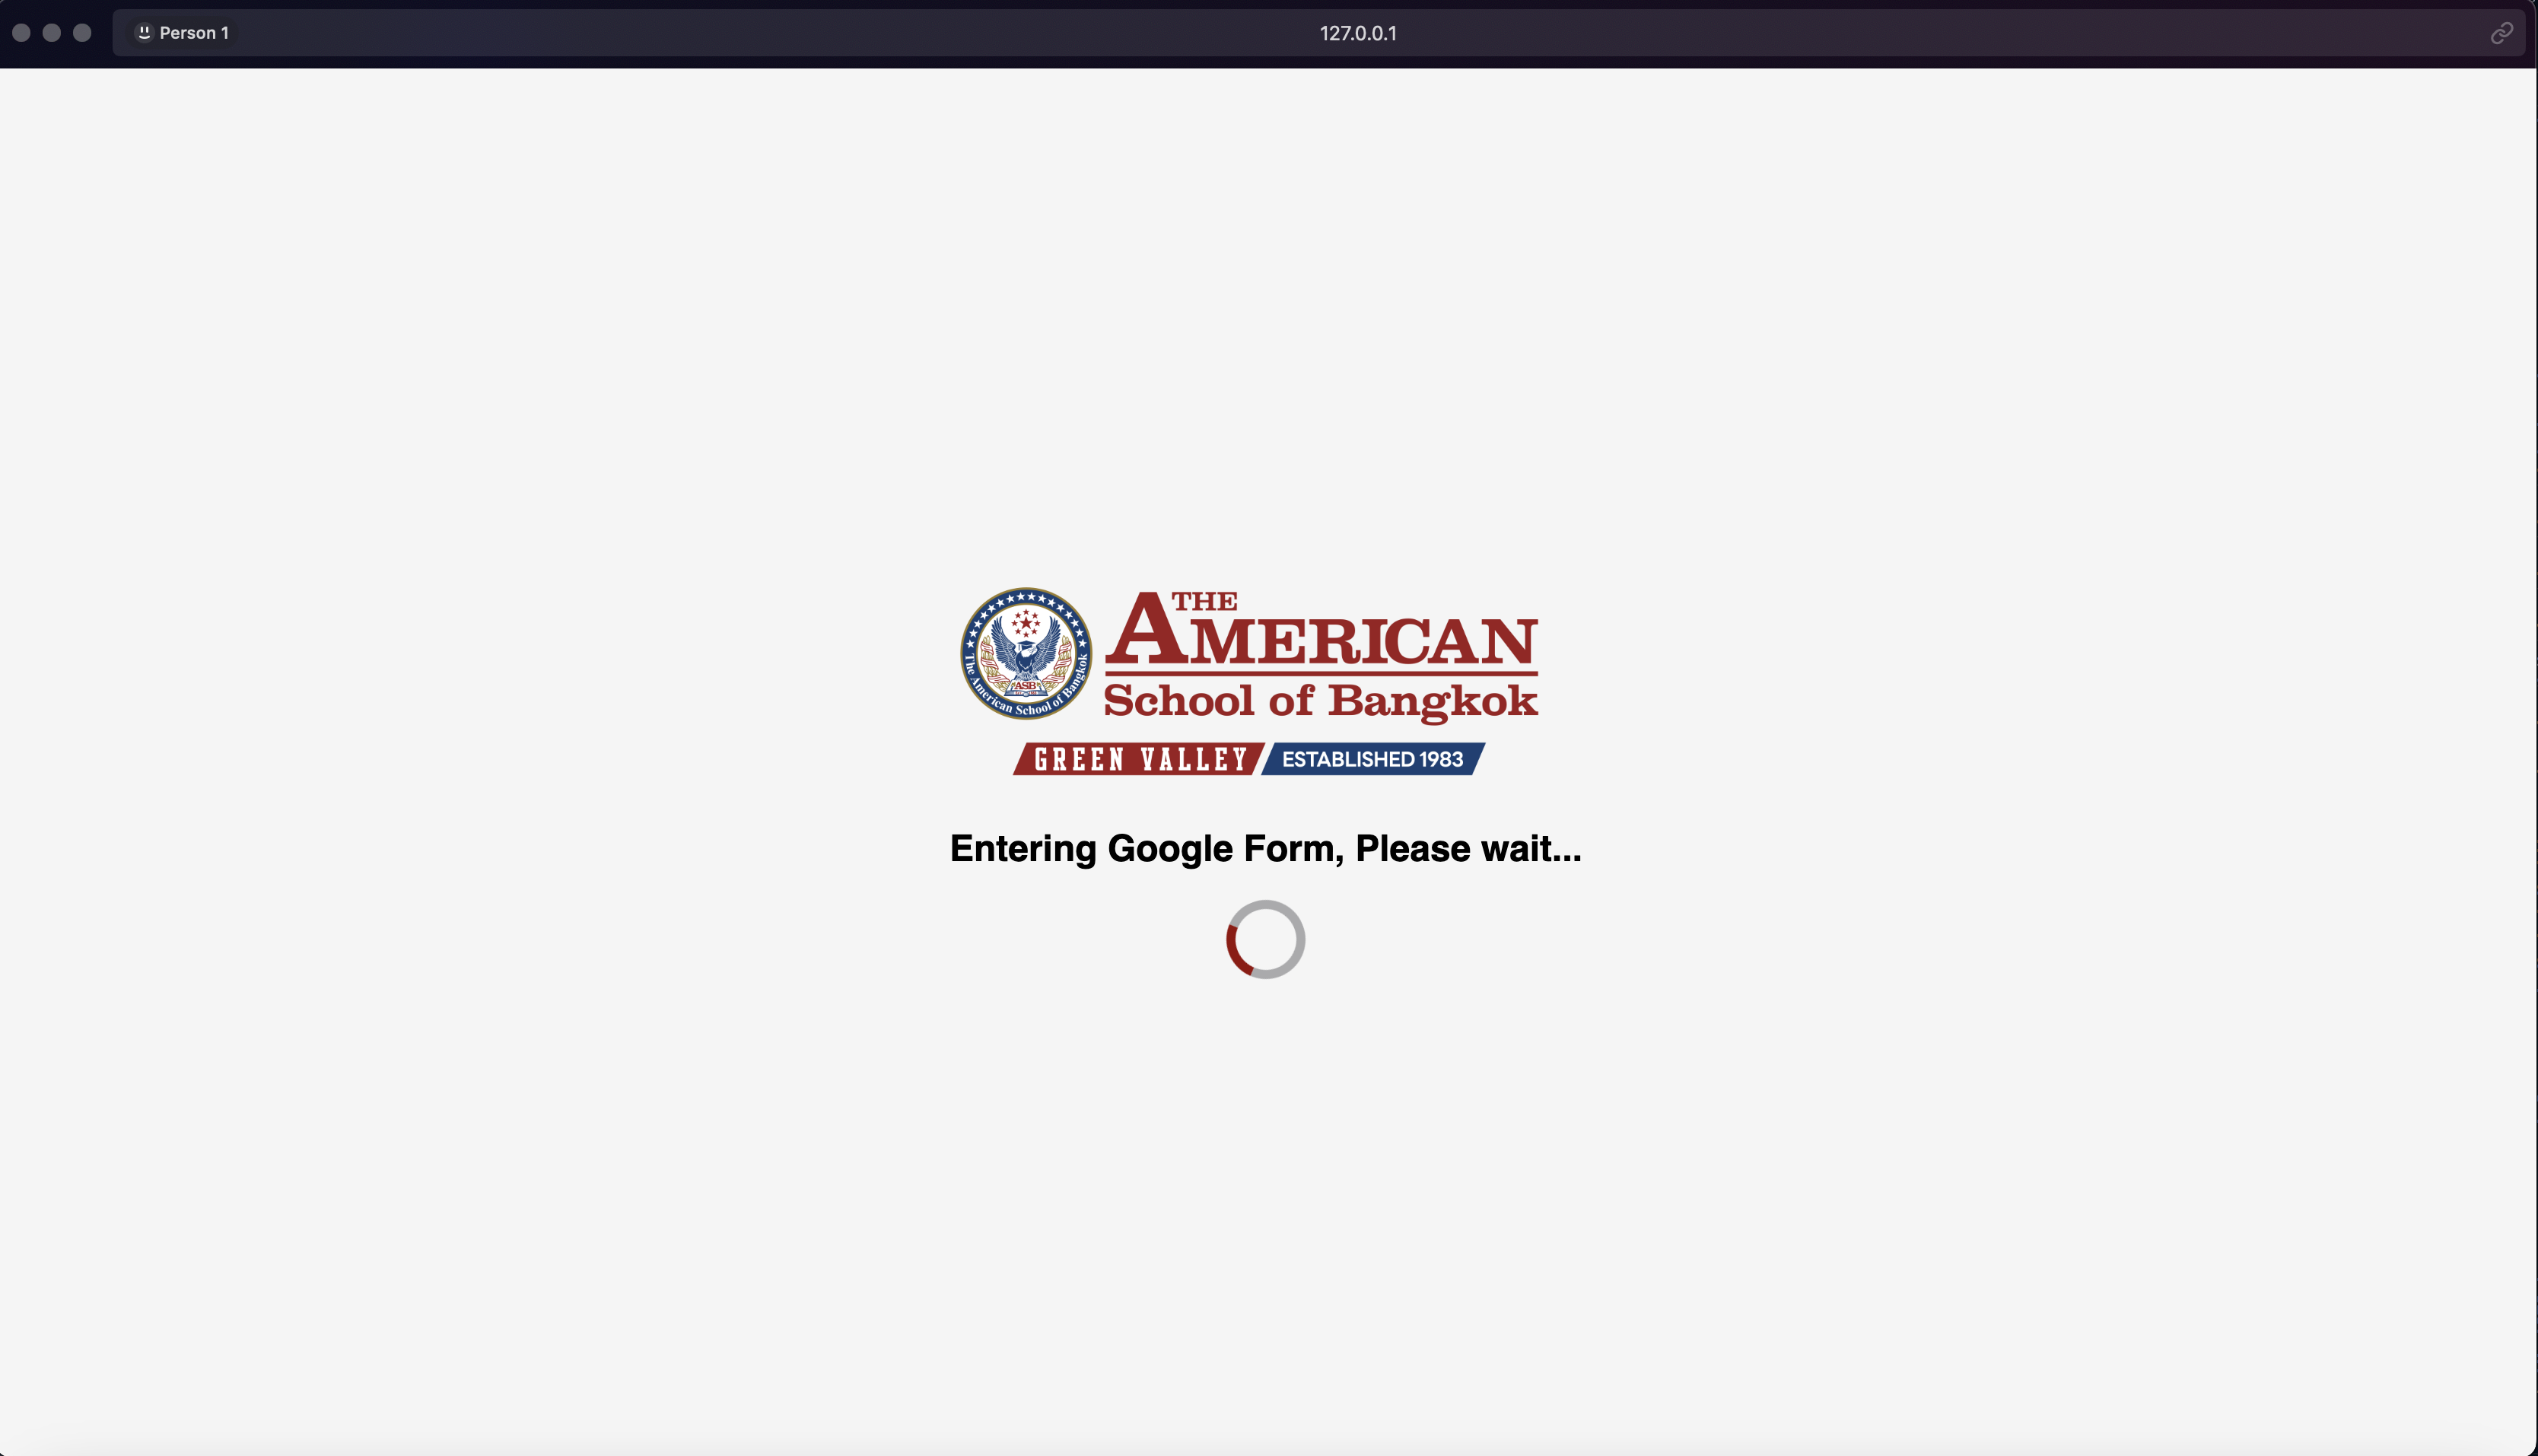 Person 1
127.0.0.1
THE
AMERICAN
School of Bangkok
The American School of Bangkok
ASB
GREEN VALLEY
ESTABLISHED 1983
Entering Google Form, Please wait...